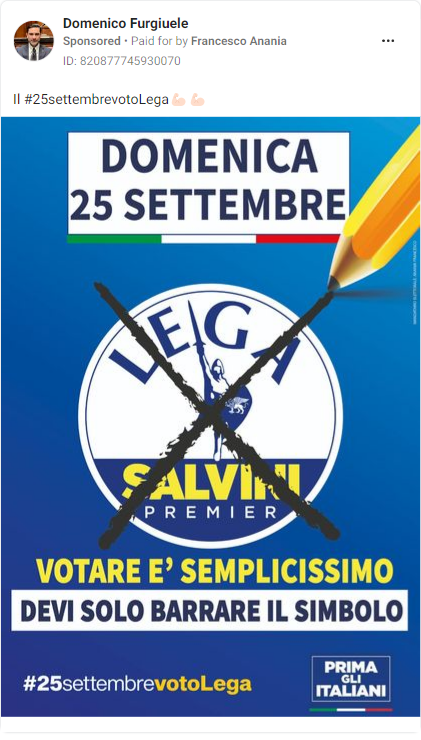 Domenico Furgiuele
Sponsored • Paid for by Francesco Anania
ID: 820877745930070
Il #25settembrevotoLega💪🏻💪🏻
DOMENICA
25 SETTEMBRE
LEGA
SALVINI
PREMIER
VOTARE E' SEMPLICISSIMO
DEVI SOLO BARRARE IL SIMBOLO
#25settembrevotoLega
PRIMA
GLI
ITALIANI